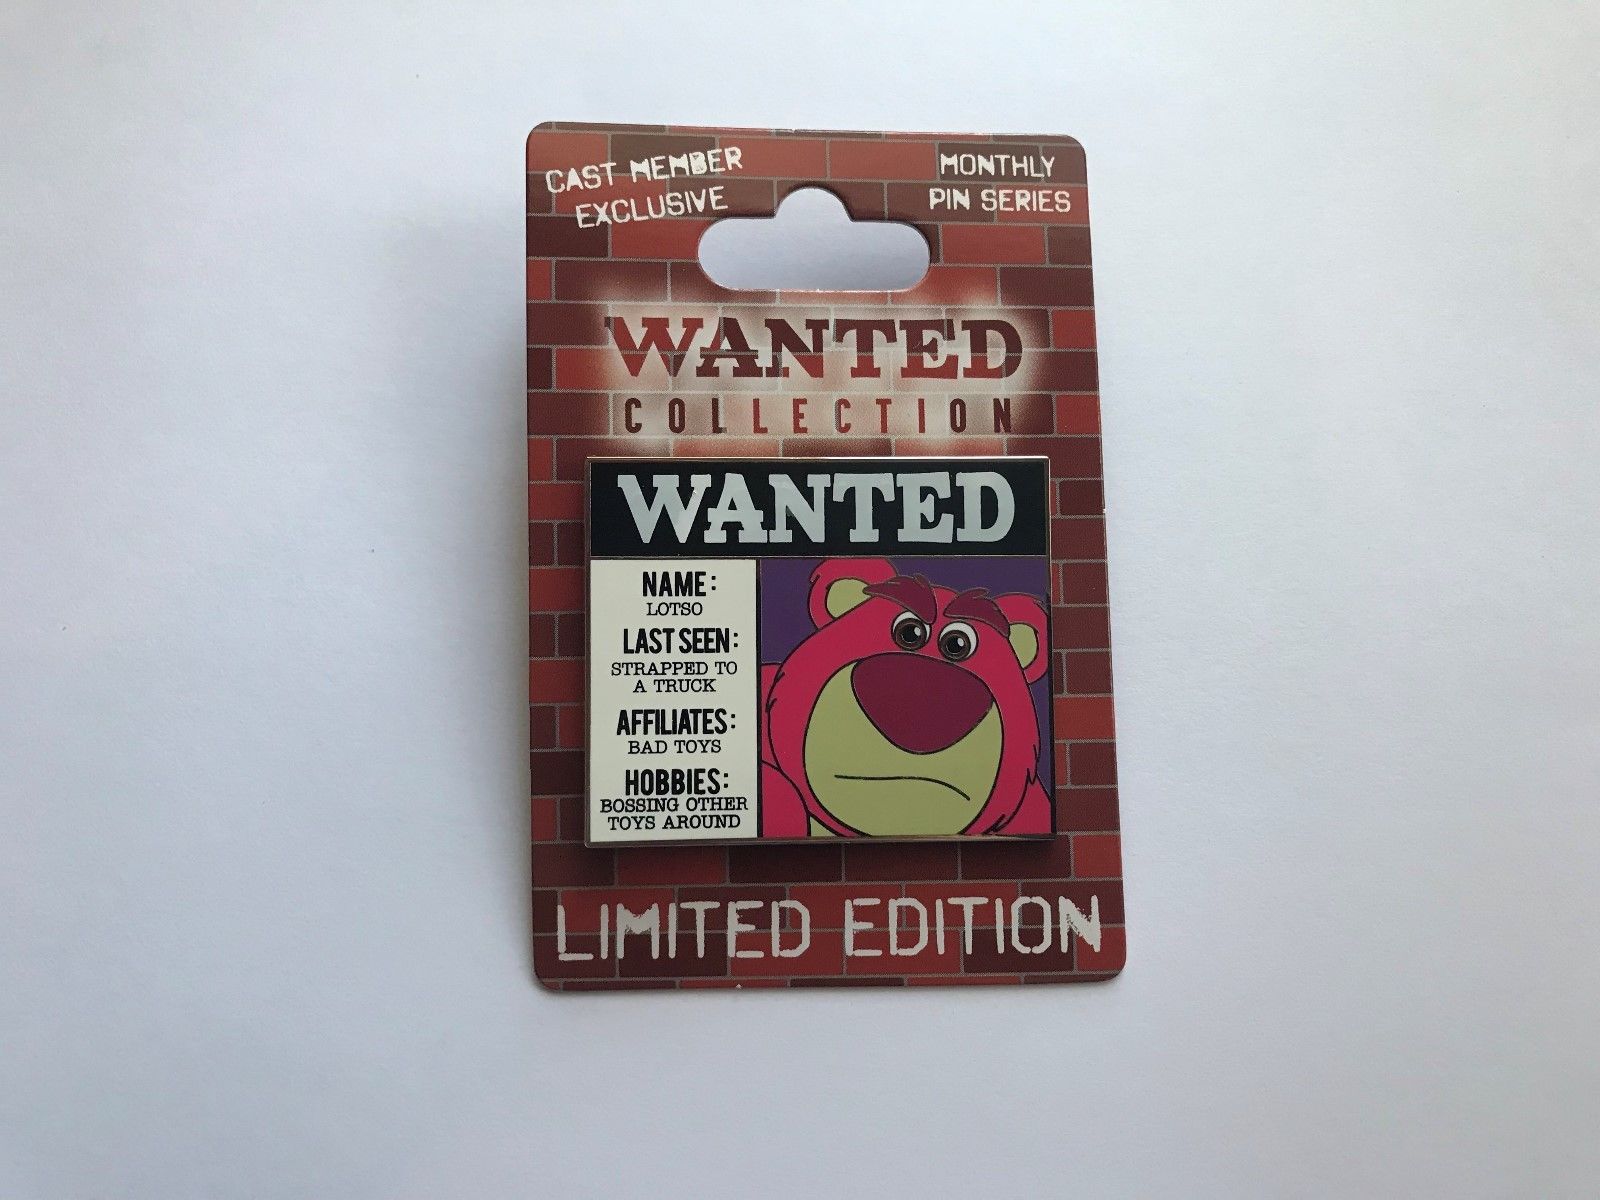 CAST MEMBER
EXCLUSIVE
MONTHLY
PIN SERIES
WANTED
COLLECTION
WANTED
NAME:
LOTSO
LAST SEEN:
STRAPPED TO
A TRUCK
AFFILIATES:
BAD TOYS
HOBBIES:
BOSSING OTHER
TOYS AROUND
LIMITED EDITION